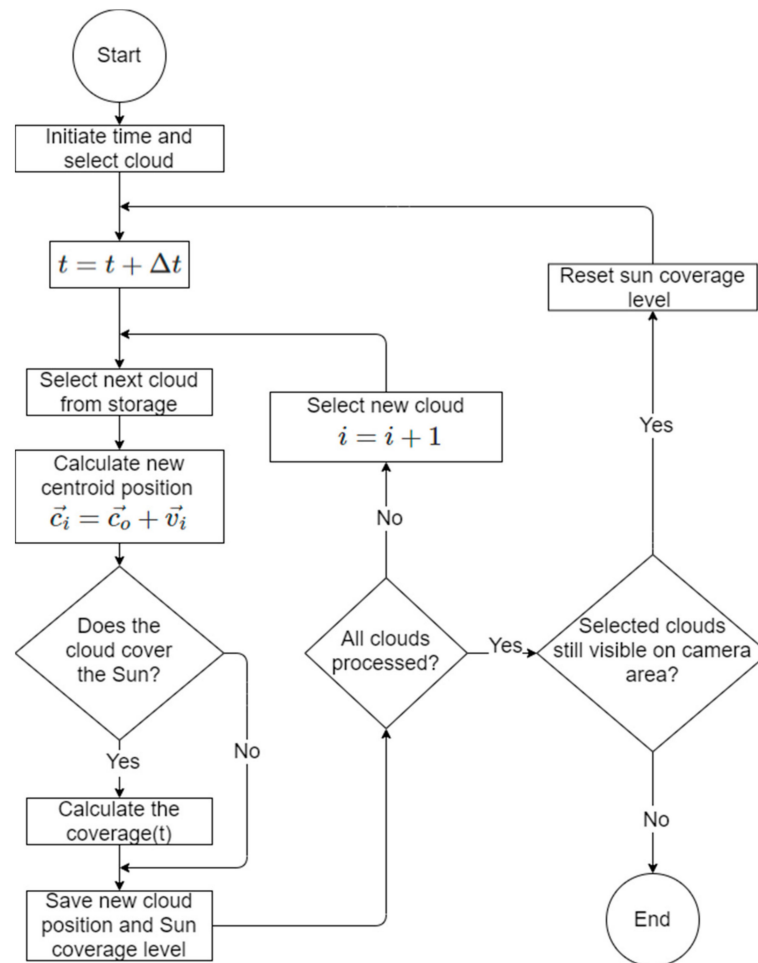 Start
Initiate time and
select cloud
t = t + Δt
Reset sun coverage
level
Select next cloud
from storage
Select new cloud
i = i + 1
Yes
Calculate new
centroid position
c⃗ᵢ = c⃗ₒ + v⃗ᵢ
No
Does the
cloud cover
the Sun?
All clouds
processed?
Yes
Selected clouds
still visible on camera
area?
No
Yes
Calculate the
coverage(t)
No
Save new cloud
position and Sun
coverage level
End